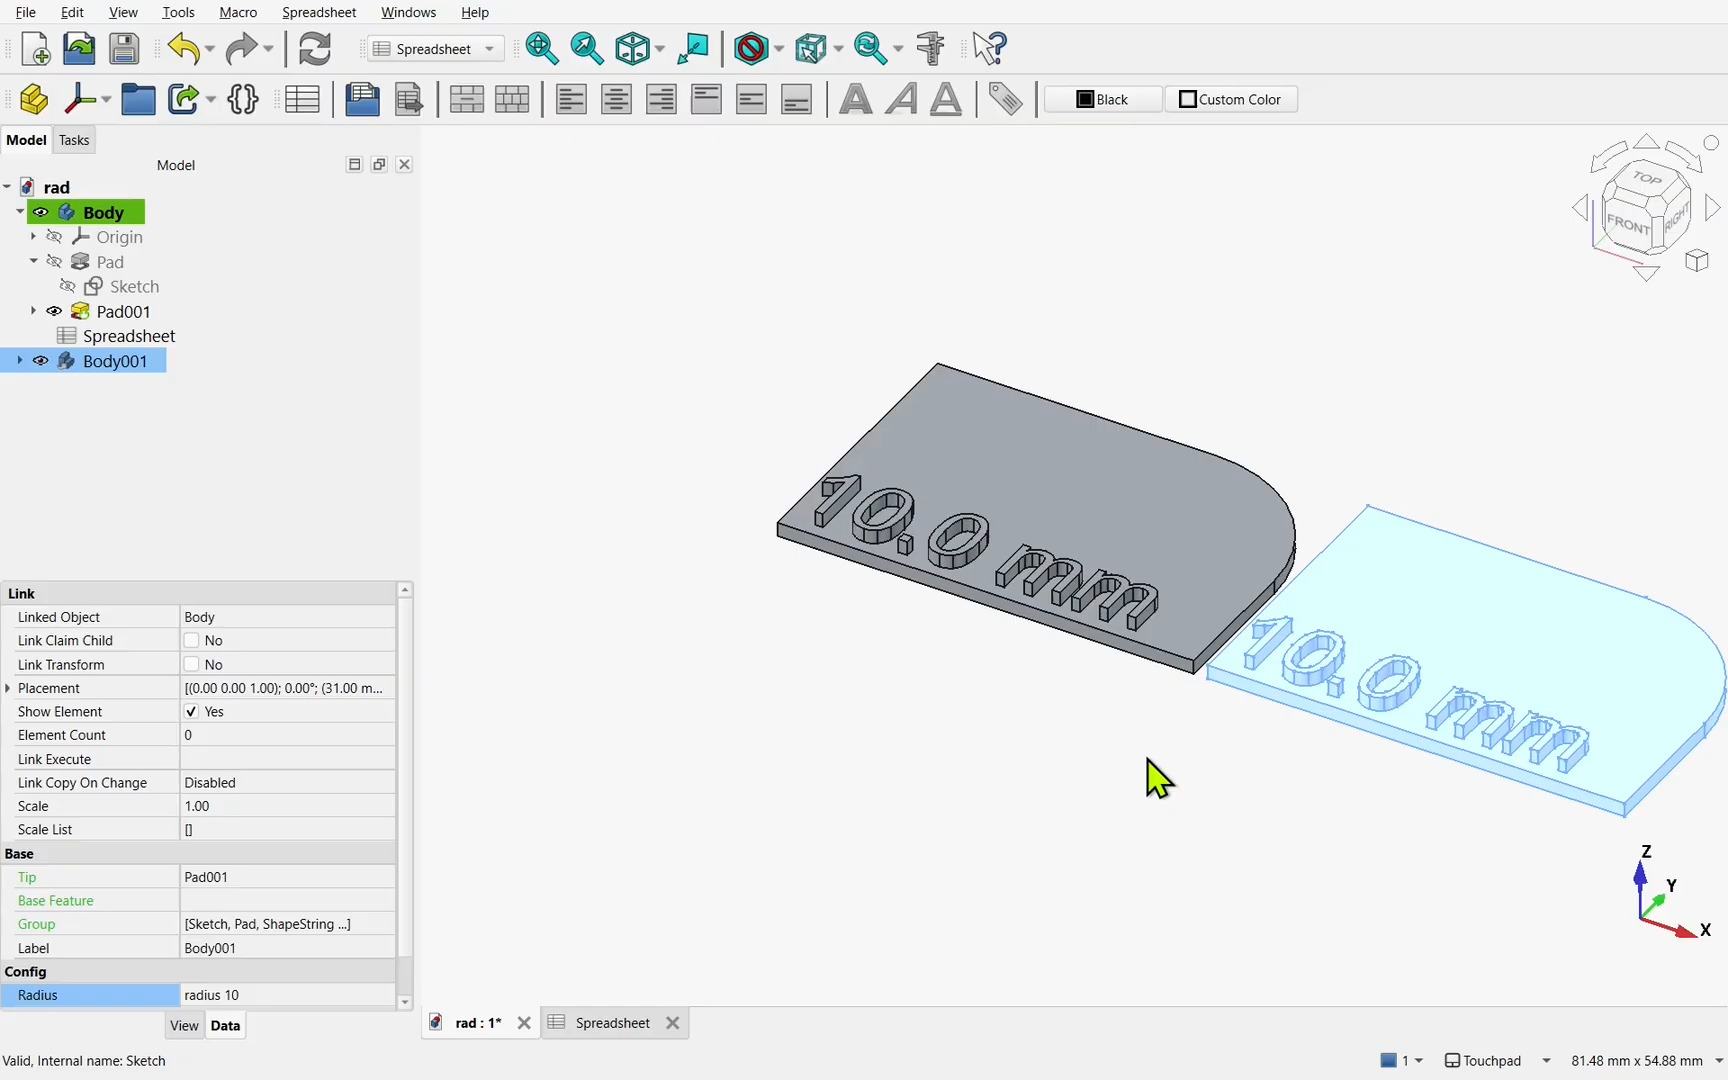 File Edit View Tools Macro Spreadsheet Windows Help
Spreadsheet
Black Custom Color
Model Tasks
Model
rad
Body
Origin
Pad
Sketch
Pad001
Spreadsheet
Body001
TOP
FRONT RIGHT
10.0 mm
10.0 mm
Link
Linked Object Body
Link Claim Child No
Link Transform No
Placement [(0.00 0.00 1.00); 0.00°; (31.00 m...
Show Element Yes
Element Count 0
Link Execute
Link Copy On Change Disabled
Scale 1.00
Scale List []
Base
Tip Pad001
Base Feature
Group [Sketch, Pad, ShapeString ...]
Label Body001
Config
Radius radius 10
View Data
Z
Y
X
rad : 1* Spreadsheet
Valid, Internal name: Sketch
1 Touchpad 81.48 mm x 54.88 mm